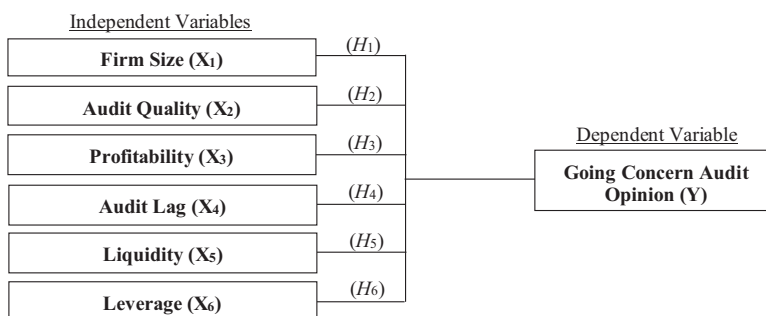 Independent Variables
Firm Size (X₁)
(H₁)
Audit Quality (X₂)
(H₂)
Profitability (X₃)
(H₃)
Audit Lag (X₄)
(H₄)
Liquidity (X₅)
(H₅)
Leverage (X₆)
(H₆)
Dependent Variable
Going Concern Audit
Opinion (Y)